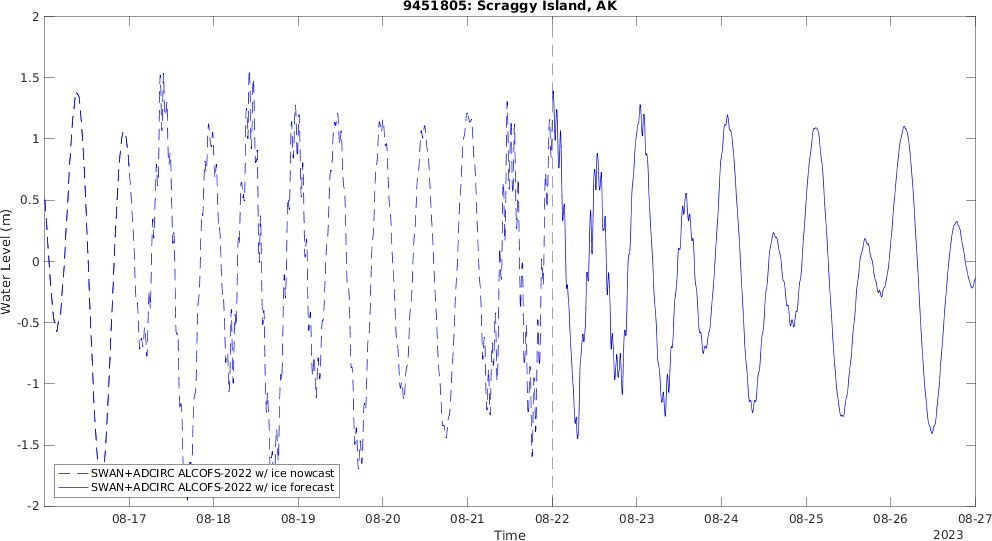 9451805: Scraggy Island, AK
2
1.5
1
0.5
0
-0.5
-1
-1.5
-2
Water Level (m)
SWAN+ADCIRC ALCOFS-2022 w/ ice nowcast
SWAN+ADCIRC ALCOFS-2022 w/ ice forecast
08-17 08-18 08-19 08-20 08-21 08-22 08-23 08-24 08-25 08-26 08-27
Time
2023